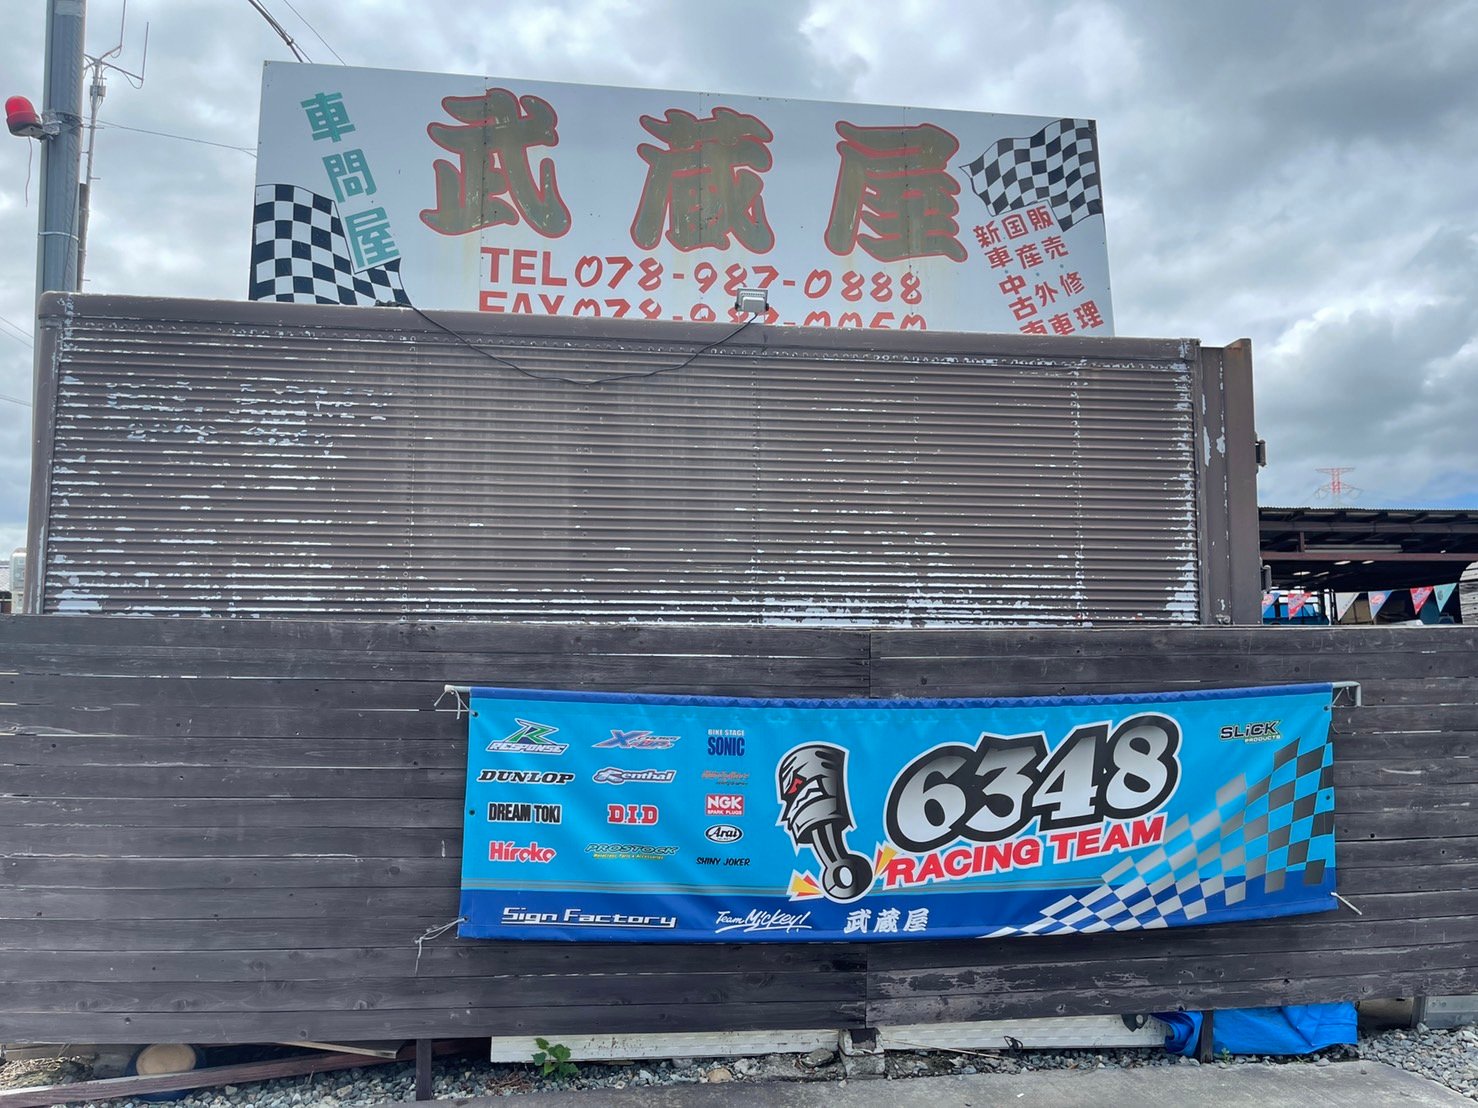 車問屋
武蔵屋
TEL078-987-0888
販売・修理
国産・外車
新車中古車
RESPONSE
BIKE STAGE
SONIC
DUNLOP
Renthal
DREAM TOKI
D.I.D
NGK
SPARK PLUGS
Arai
Hiroko
PROSTOCK
SHINY JOKER
6348
RACING TEAM
SLiCK
PRODUCTS
Sign Factory
Team Mickey!
武蔵屋